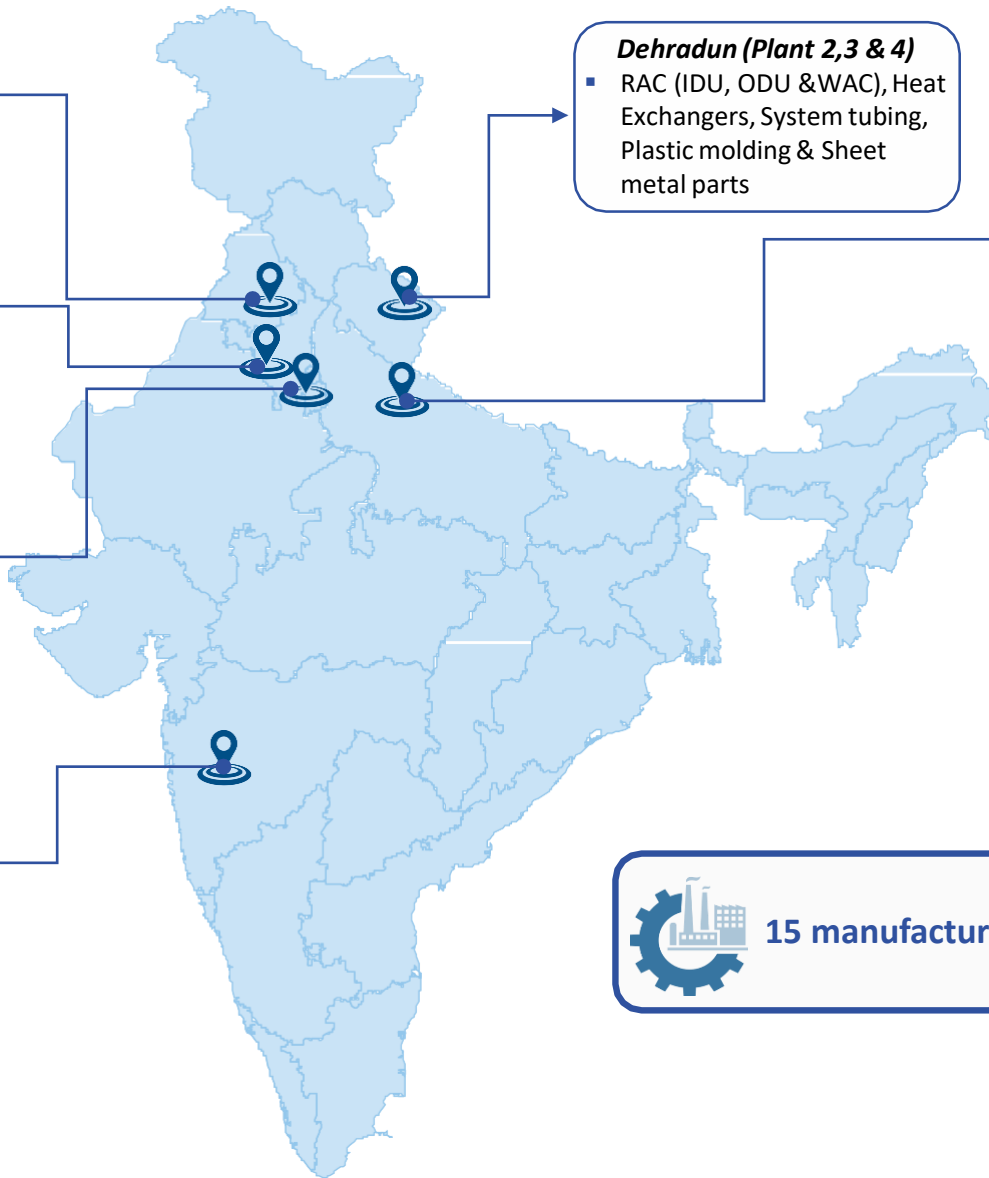 Dehradun (Plant 2,3 & 4)
▪ RAC (IDU, ODU &WAC), Heat
Exchangers, System tubing,
Plastic molding & Sheet
metal parts
15 manufactur